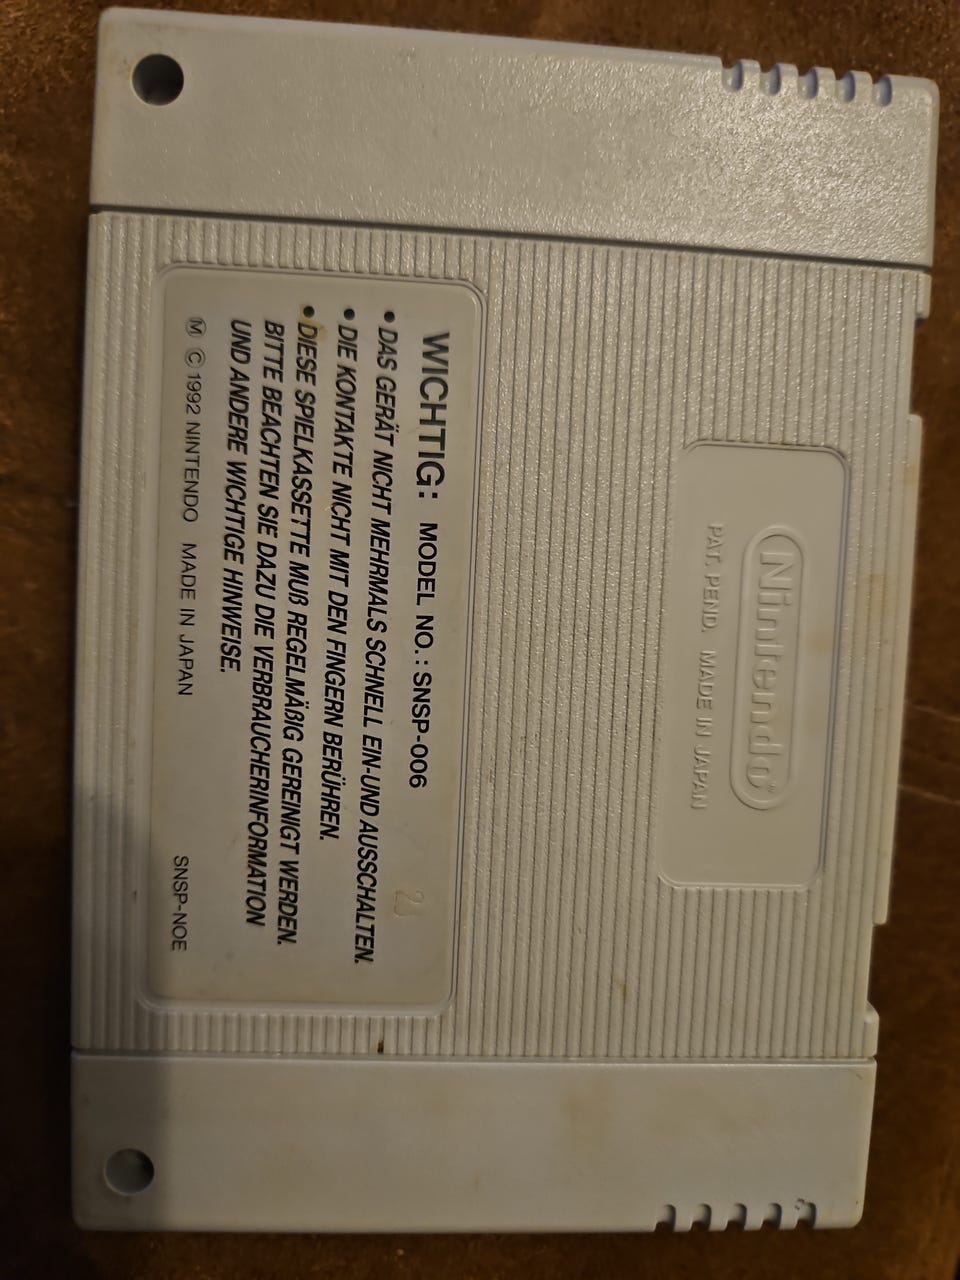 Nintendo
PAT. PEND. MADE IN JAPAN
WICHTIG: MODEL NO.: SNSP-006
• DAS GERÄT NICHT MEHRMALS SCHNELL EIN-UND AUSSCHALTEN.
• DIE KONTAKTE NICHT MIT DEN FINGERN BERÜHREN.
• DIESE SPIELKASSETTE MUß REGELMÄßIG GEREINIGT WERDEN.
BITTE BEACHTEN SIE DAZU DIE VERBRAUCHERINFORMATION
UND ANDERE WICHTIGE HINWEISE.
Ⓜ © 1992 NINTENDO MADE IN JAPAN SNSP-NOE